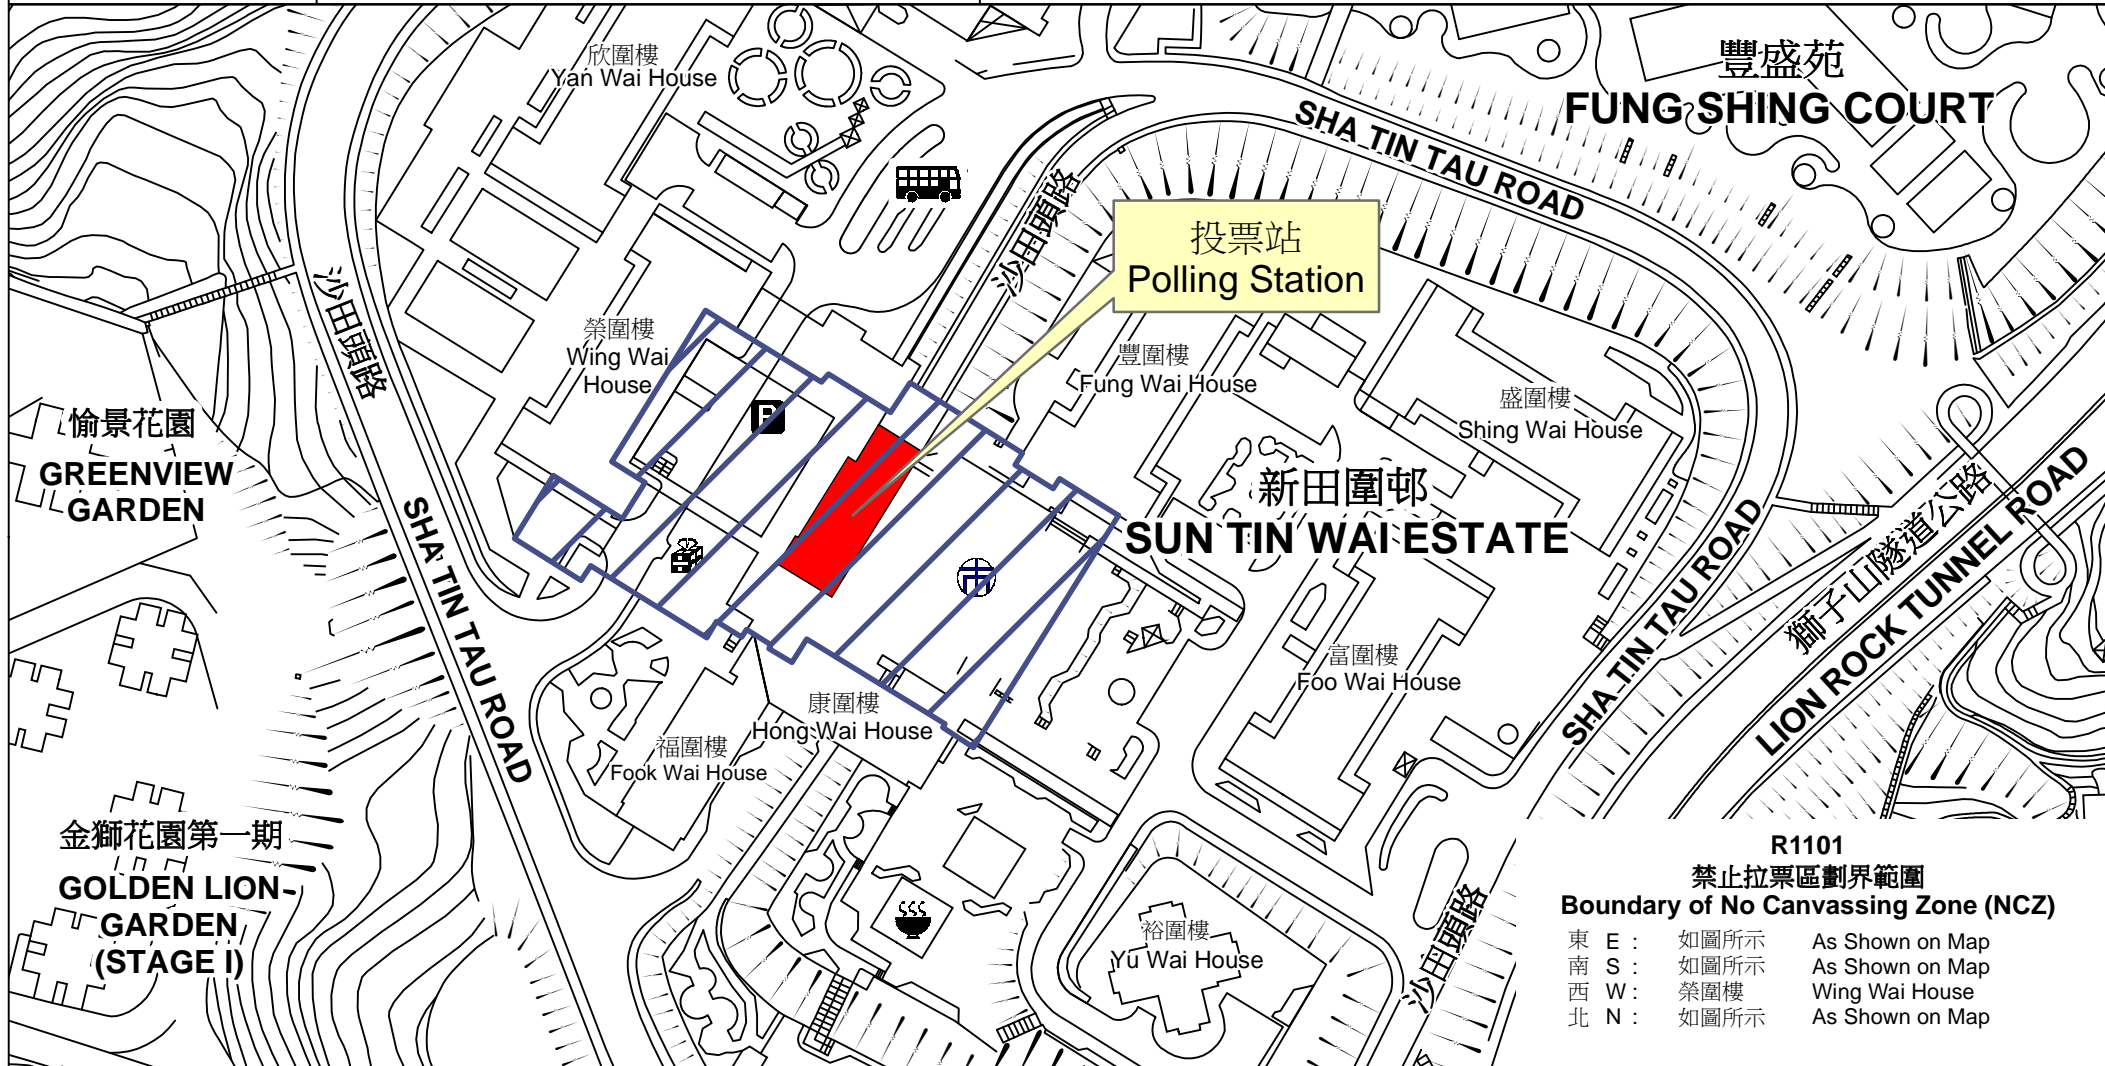 欣圍樓
Yan Wai House
豐盛苑
FUNG SHING COURT
SHA TIN TAU ROAD
沙田頭路
投票站
Polling Station
沙田頭路
榮圍樓
Wing Wai
House
P
豐圍樓
Fung Wai House
盛圍樓
Shing Wai House
愉景花園
GREENVIEW
GARDEN
新田圍邨
SUN TIN WAI ESTATE
SHA TIN TAU ROAD
市
獅子山隧道公路
LION ROCK TUNNEL ROAD
SHA TIN TAU ROAD
富圍樓
Foo Wai House
康圍樓
Hong Wai House
福圍樓
Fook Wai House
金獅花園第一期
GOLDEN LION
GARDEN
(STAGE I)
裕圍樓
Yu Wai House
沙田頭路
R1101
禁止拉票區劃界範圍
Boundary of No Canvassing Zone (NCZ)
東 E : 如圖所示 As Shown on Map
南 S : 如圖所示 As Shown on Map
西 W : 榮圍樓 Wing Wai House
北 N : 如圖所示 As Shown on Map